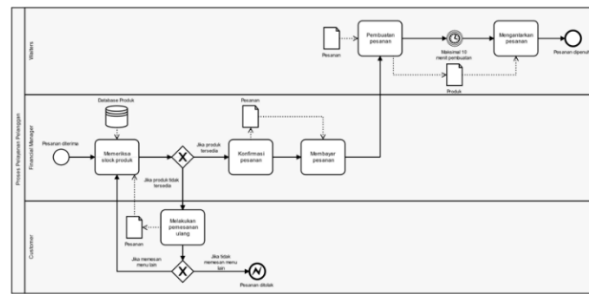 Proses Pemesanan Pelanggan
Waiters
Pesanan
Pembuatan
pesanan
Maksimal 10
menit pembuatan
Produk
Mengantarkan
pesanan
Pesanan dipenuhi
Financial Manager
Pesanan diterima
Database Produk
Memeriksa
stock produk
Jika produk
tersedia
Jika produk tidak
tersedia
Pesanan
Konfirmasi
pesanan
Membayar
pesanan
Customer
Pesanan
Melakukan
pemesanan
ulang
Jika memesan
menu lain
Jika tidak
memesan menu
lain
Pesanan ditolak